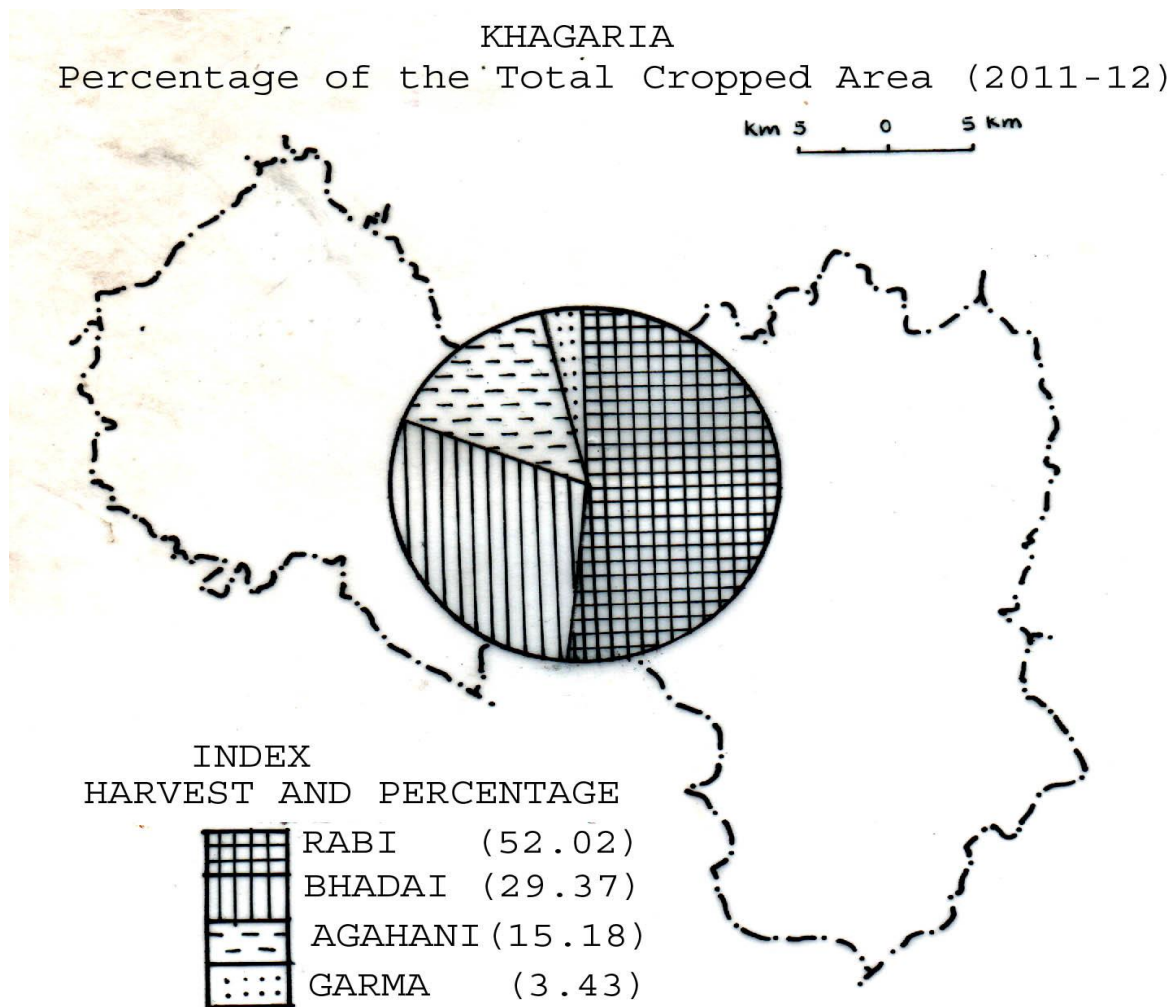 KHAGARIA
Percentage of the Total Cropped Area (2011-12)
Km 5 0 5 Km
INDEX
HARVEST AND PERCENTAGE
RABI (52.02)
BHADAI (29.37)
AGAHANI (15.18)
GARMA (3.43)